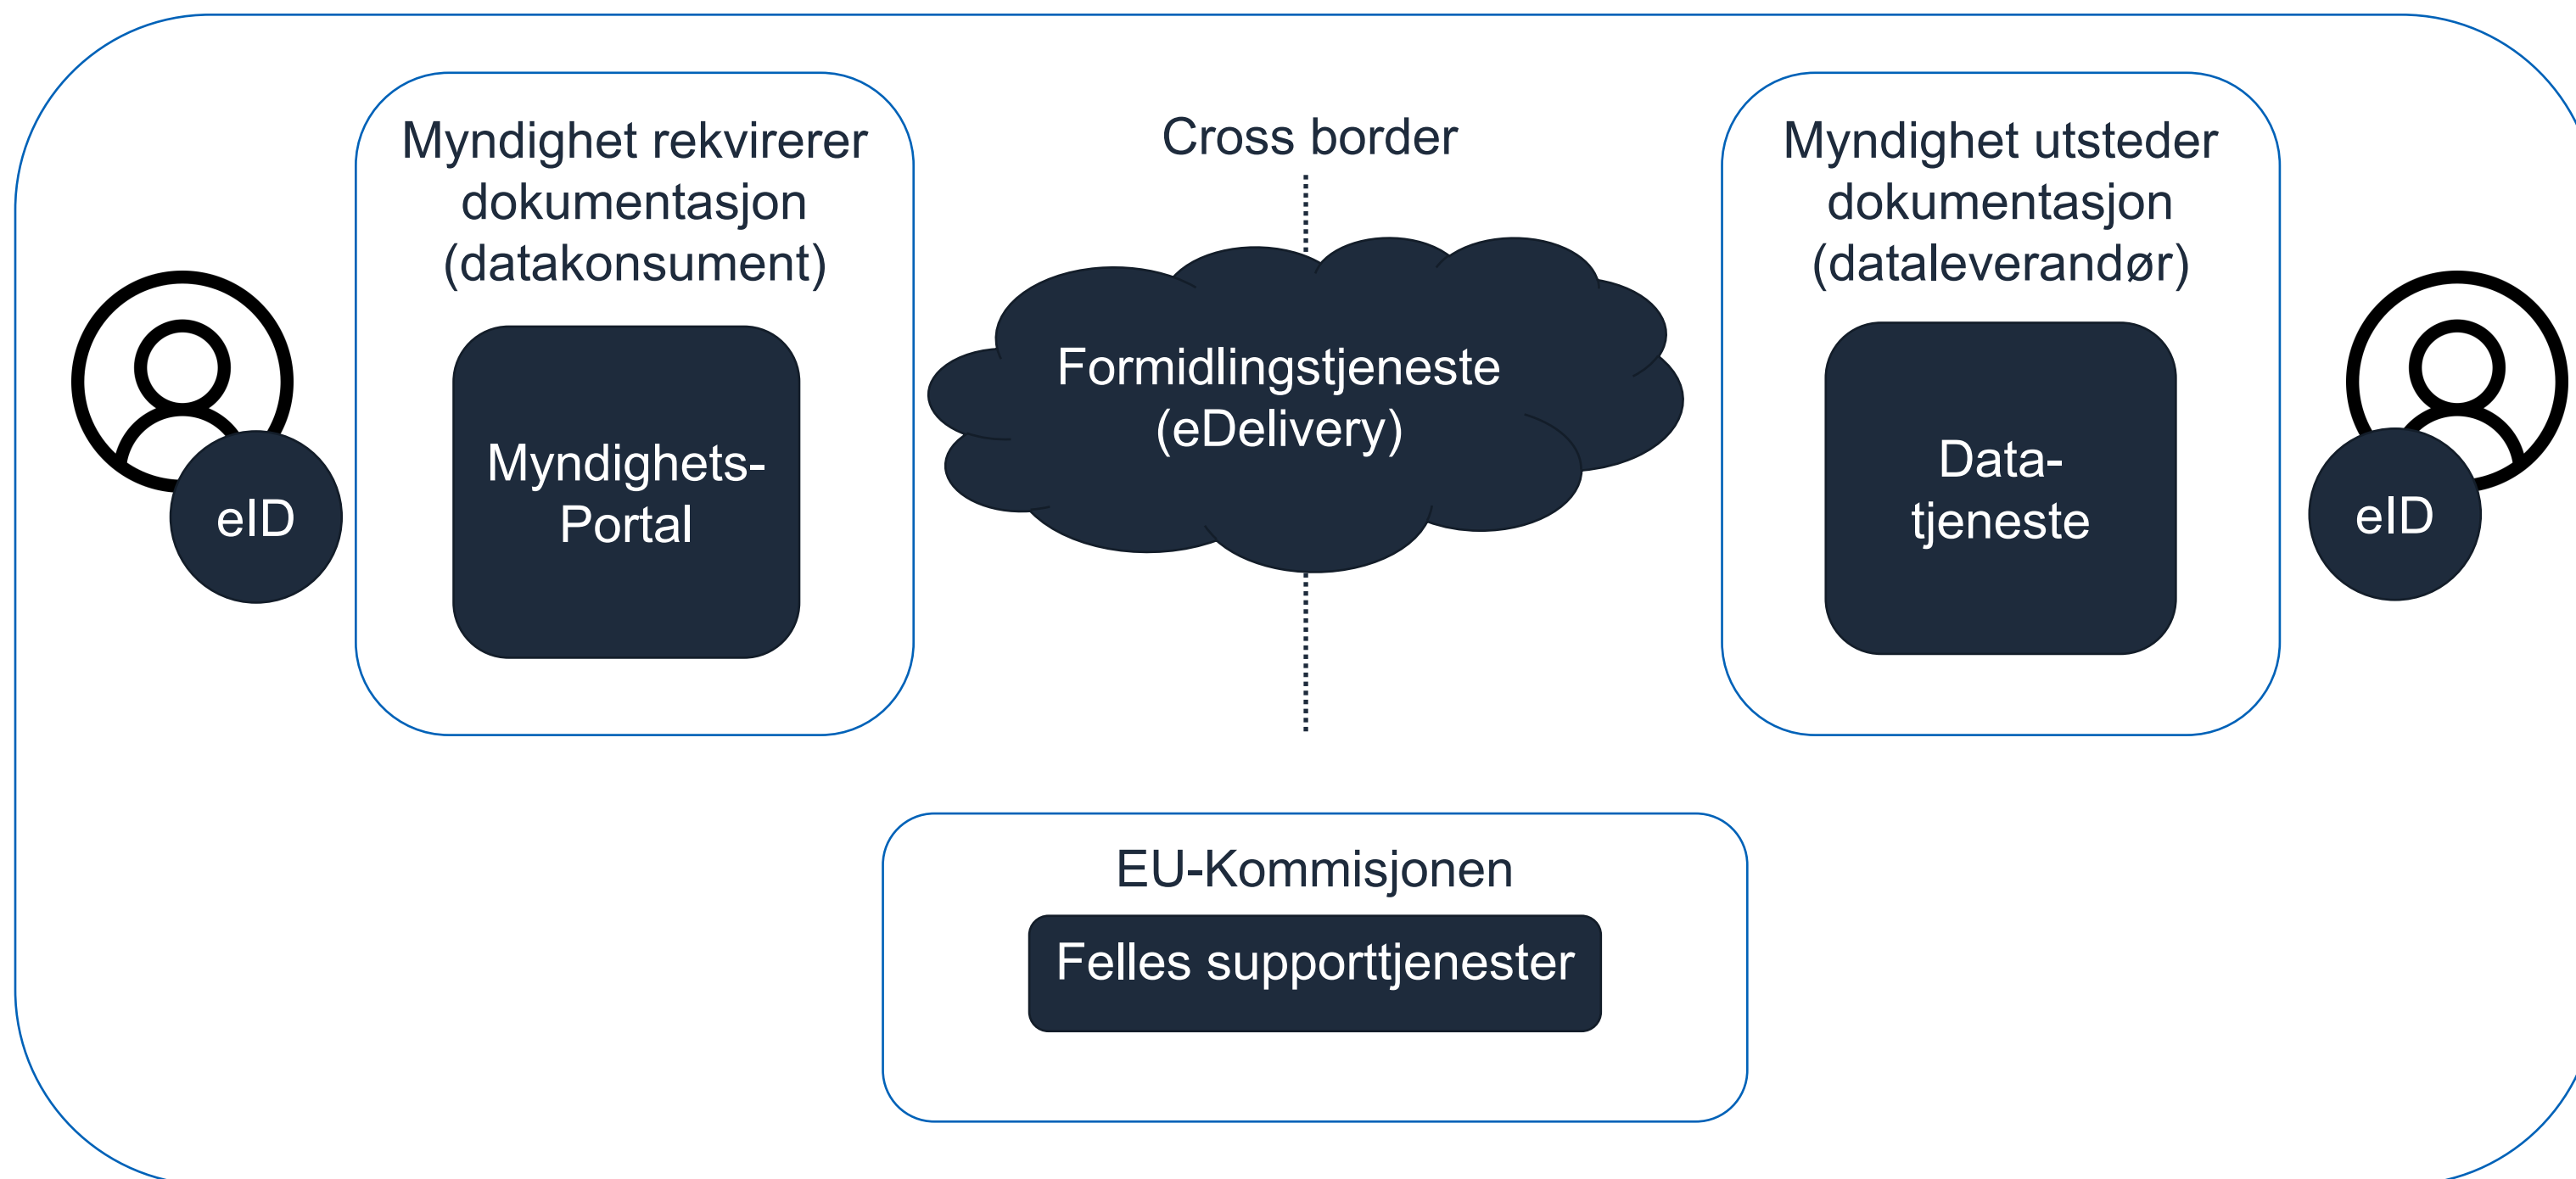 Myndighet rekvirerer
dokumentasjon
(datakonsument)
Myndighets-
Portal
eID
Cross border
Formidlingstjeneste
(eDelivery)
Myndighet utsteder
dokumentasjon
(dataleverandør)
Data-
tjeneste
eID
EU-Kommisjonen
Felles supporttjenester